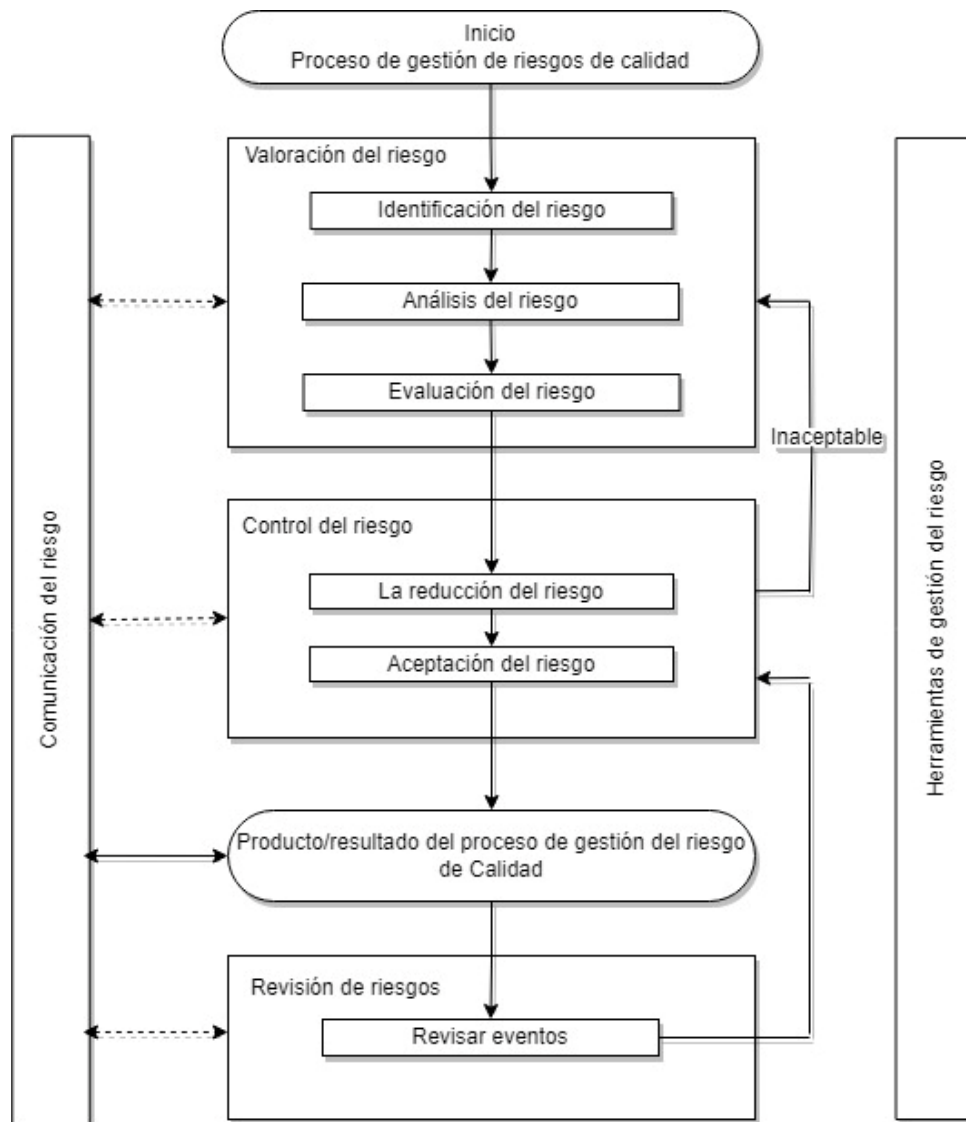 Inicio
Proceso de gestión de riesgos de calidad
Valoración del riesgo
Identificación del riesgo
Análisis del riesgo
Evaluación del riesgo
Inaceptable
Control del riesgo
La reducción del riesgo
Aceptación del riesgo
Comunicación del riesgo
Herramientas de gestión del riesgo
Producto/resultado del proceso de gestión del riesgo
de Calidad
Revisión de riesgos
Revisar eventos